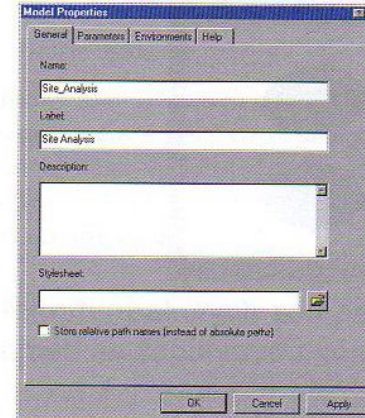 Model Properties
General Parameters Environments Help
Name:
Site_Analysis
Label:
Site Analysis
Description:
Stylesheet:
Store relative path names (instead of absolute paths)
OK Cancel Apply